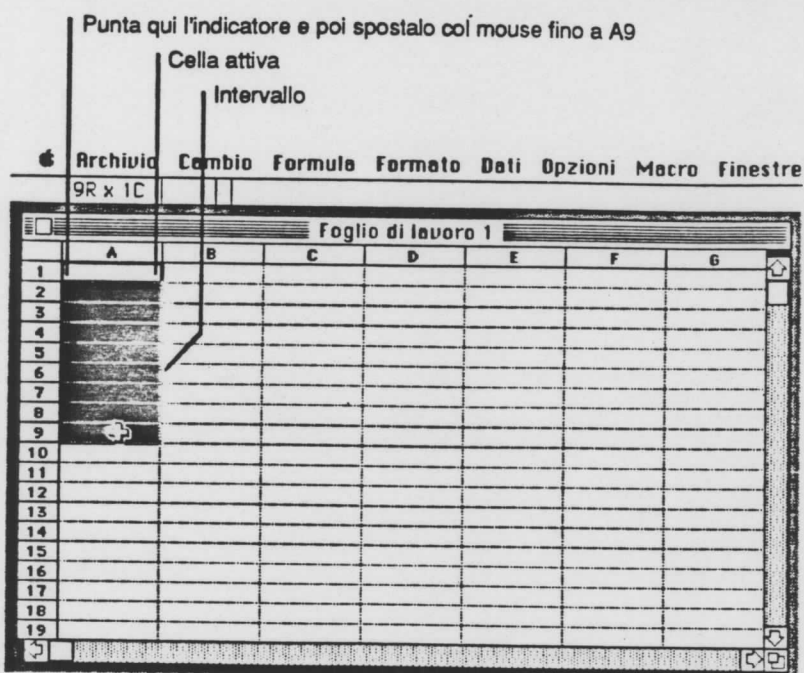 Punta qui l'indicatore e poi spostalo col mouse fino a A9
Cella attiva
Intervallo
Archivio Cambio Formula Formato Dati Opzioni Macro Finestre
9R x 1C
Foglio di lavoro 1
A B C D E F G
1
2
3
4
5
6
7
8
9
10
11
12
13
14
15
16
17
18
19